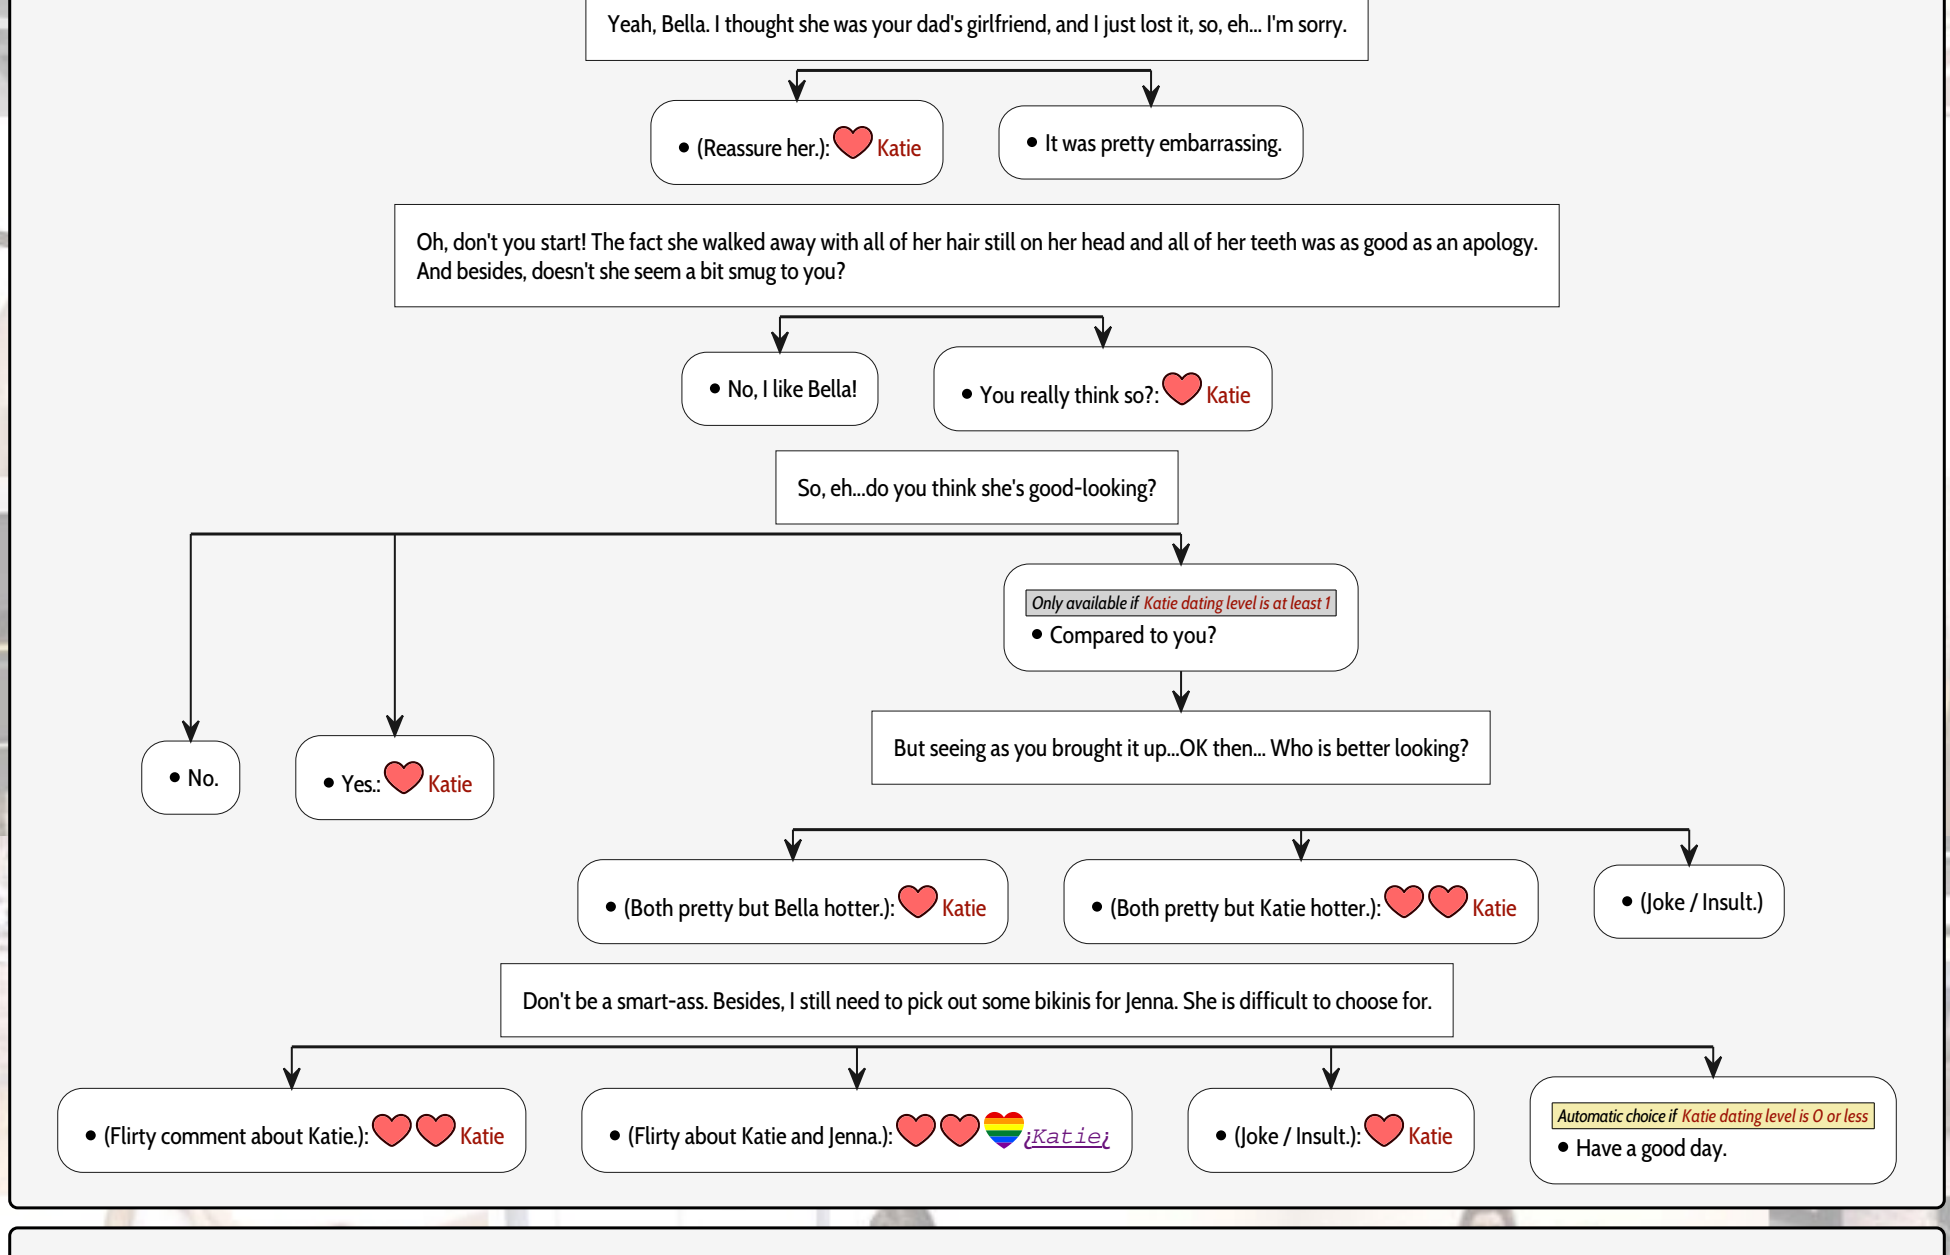 Yeah, Bella. I thought she was your dad's girlfriend, and I just lost it, so, eh... I'm sorry.
• (Reassure her.): Katie
• It was pretty embarrassing.
Oh, don't you start! The fact she walked away with all of her hair still on her head and all of her teeth was as good as an apology.
And besides, doesn't she seem a bit smug to you?
• No, I like Bella!
• You really think so?: Katie
So, eh...do you think she's good-looking?
Only available if Katie dating level is at least 1
• Compared to you?
• No.
• Yes.: Katie
But seeing as you brought it up...OK then... Who is better looking?
• (Both pretty but Bella hotter.): Katie
• (Both pretty but Katie hotter.): Katie
• (Joke / Insult.)
Don't be a smart-ass. Besides, I still need to pick out some bikinis for Jenna. She is difficult to choose for.
• (Flirty comment about Katie.): Katie
• (Flirty about Katie and Jenna.): ¿Katie¿
• (Joke / Insult.): Katie
Automatic choice if Katie dating level is 0 or less
• Have a good day.